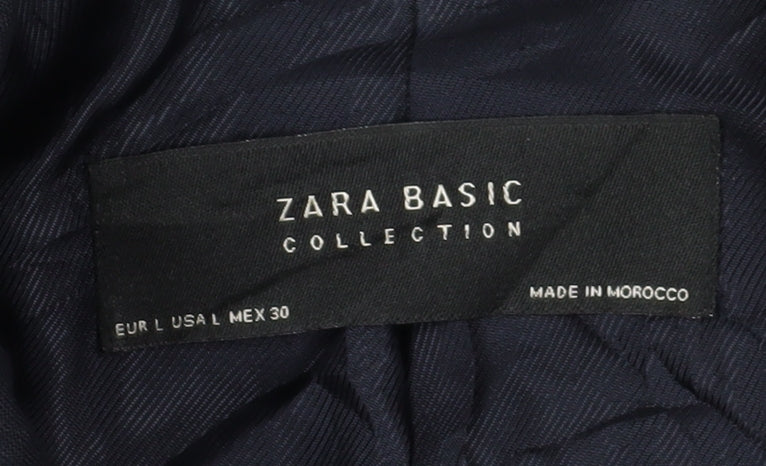 ZARA BASIC
COLLECTION
EUR L USA L MEX 30
MADE IN MOROCCO